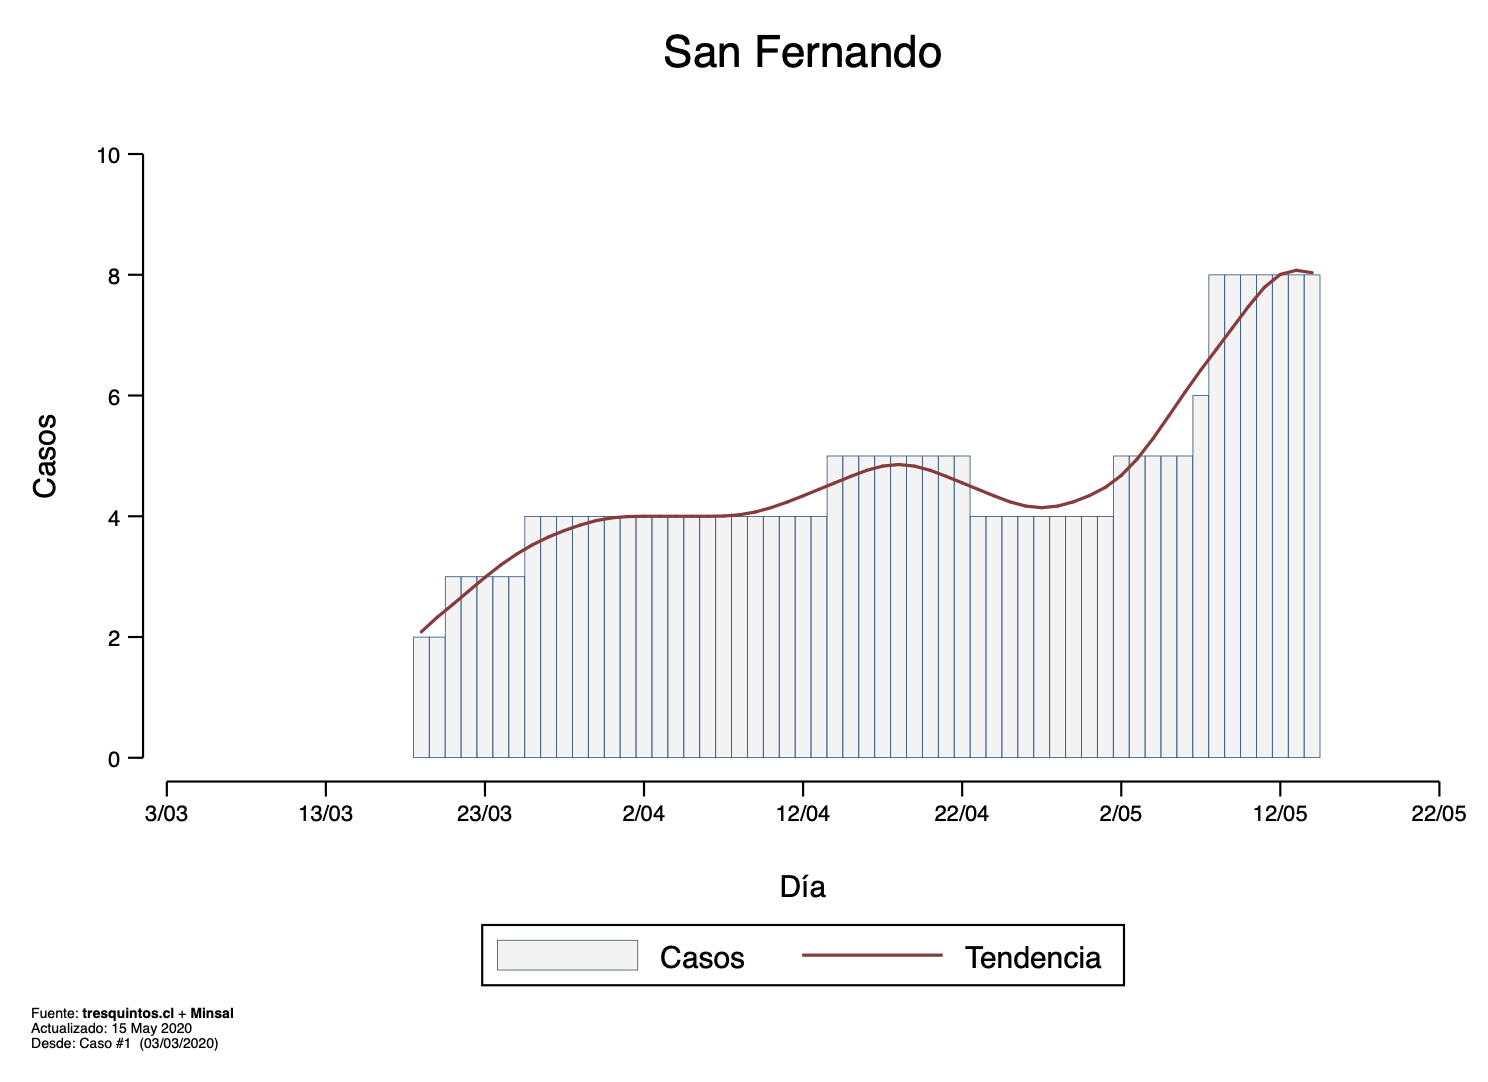 San Fernando
10
8
6
4
2
0
Casos
3/03 13/03 23/03 2/04 12/04 22/04 2/05 12/05 22/05
Día
Casos Tendencia
Fuente: tresquintos.cl + Minsal
Actualizado: 15 May 2020
Desde: Caso #1 (03/03/2020)